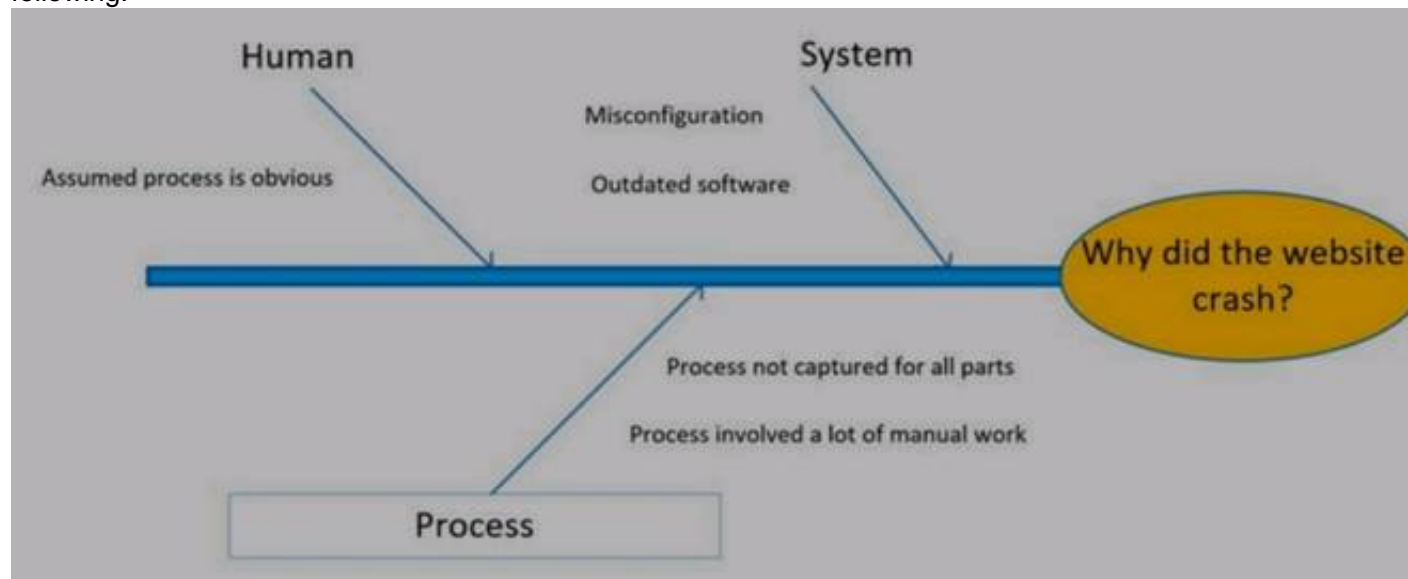 following:
Human
System
Misconfiguration
Assumed process is obvious
Outdated software
Why did the website
crash?
Process not captured for all parts
Process involved a lot of manual work
Process